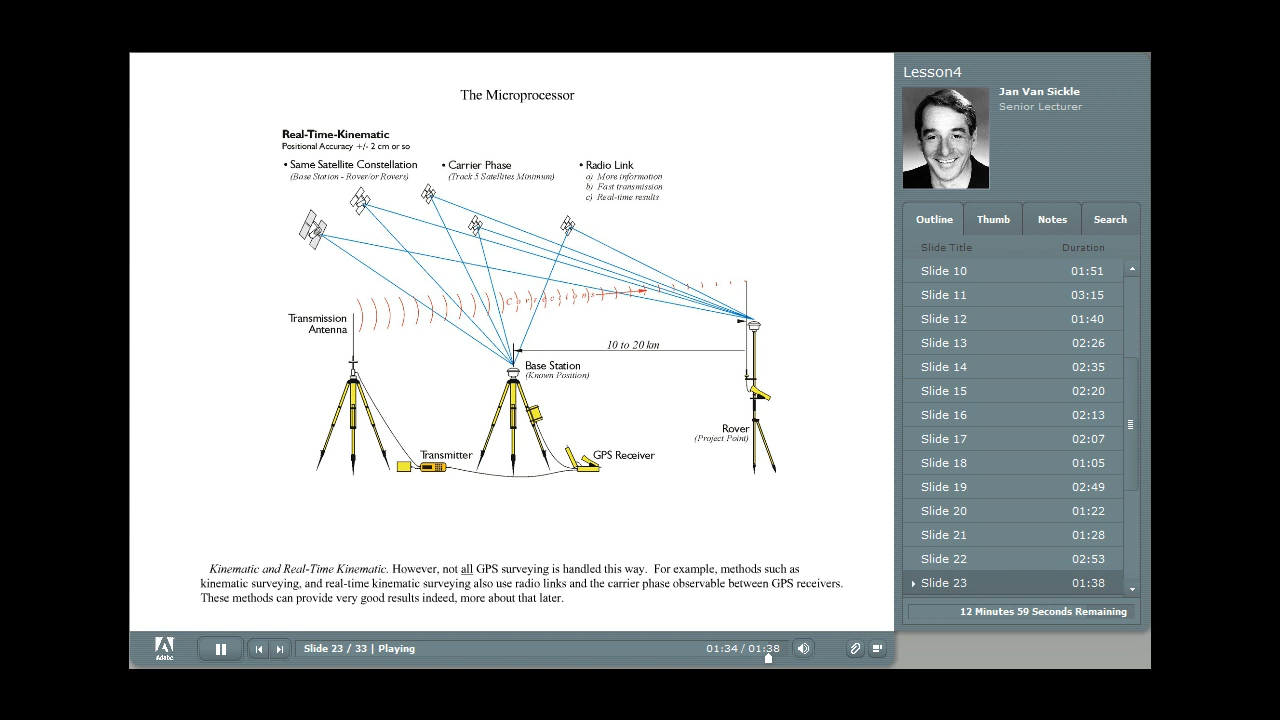 The Microprocessor
Real-Time-Kinematic
Positional Accuracy +/- 2 cm or so
• Same Satellite Constellation
(Base Station - Rover/or Rovers)
• Carrier Phase
(Track 5 Satellites Minimum)
• Radio Link
a) More information
b) Fast transmission
c) Real-time results
Corrections
Transmission
Antenna
10 to 20 km
Base Station
(Known Position)
Rover
(Project Point)
Transmitter
GPS Receiver
Kinematic and Real-Time Kinematic. However, not all GPS surveying is handled this way. For example, methods such as
kinematic surveying, and real-time kinematic surveying also use radio links and the carrier phase observable between GPS receivers.
These methods can provide very good results indeed, more about that later.
Adobe
Slide 23 / 33 | Playing
01:34 / 01:38
Lesson4
Jan Van Sickle
Senior Lecturer
Outline
Thumb
Notes
Search
Slide Title Duration
Slide 10 01:51
Slide 11 03:15
Slide 12 01:40
Slide 13 02:26
Slide 14 02:35
Slide 15 02:20
Slide 16 02:13
Slide 17 02:07
Slide 18 01:05
Slide 19 02:49
Slide 20 01:22
Slide 21 01:28
Slide 22 02:53
Slide 23 01:38
12 Minutes 59 Seconds Remaining